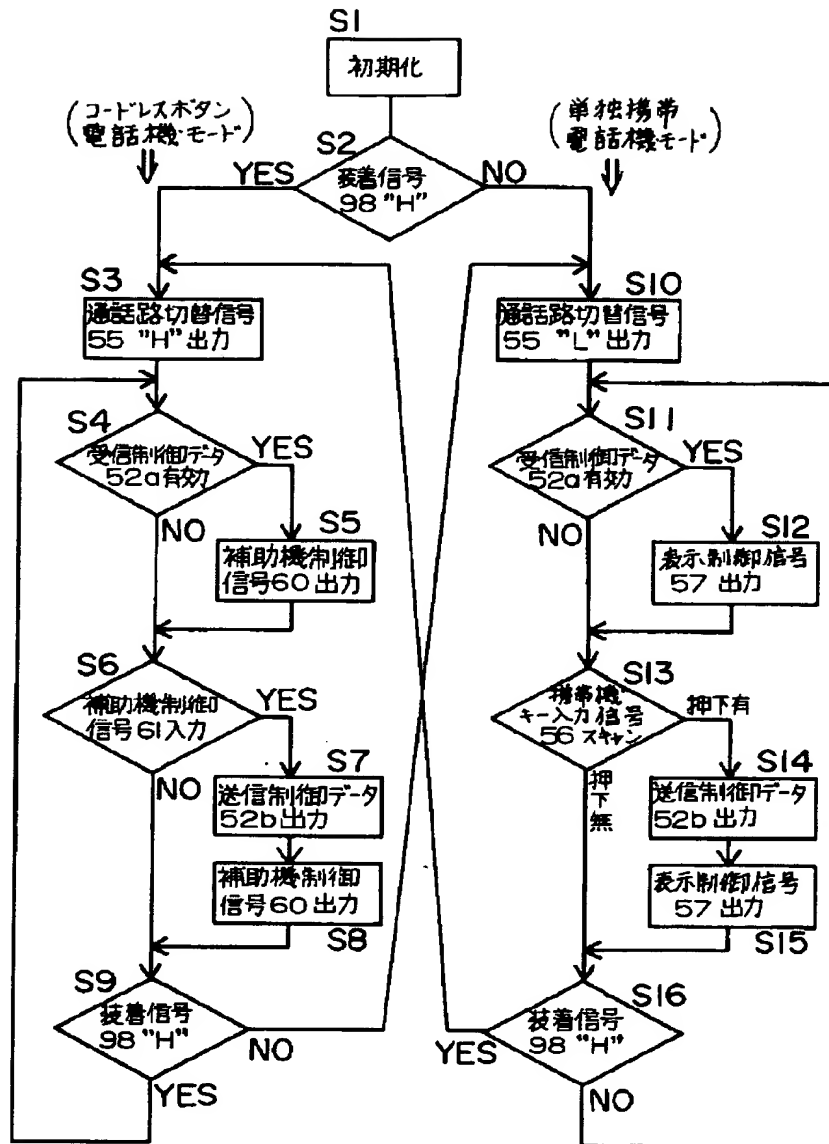 S1
初期化
(コードレスボタン
電話機モード)
(単独携帯
電話機モード)
S2
YES
装着信号
98 "H"
NO
S3
通話路切替信号
55 "H" 出力
S4
受信制御データ
52a有効
YES
NO
S5
補助機制御
信号60出力
S6
補助機制御
信号61入力
YES
NO
S7
送信制御データ
52b出力
補助機制御
信号60出力
S8
S9
装着信号
98 "H"
NO
YES
S10
通話路切替信号
55 "L" 出力
S11
受信制御データ
52a有効
YES
NO
S12
表示制御信号
57 出力
S13
携帯機
キー入力信号
56 スキャン
押下有
押下無
S14
送信制御データ
52b出力
表示制御信号
57 出力
S15
S16
装着信号
98 "H"
YES
NO